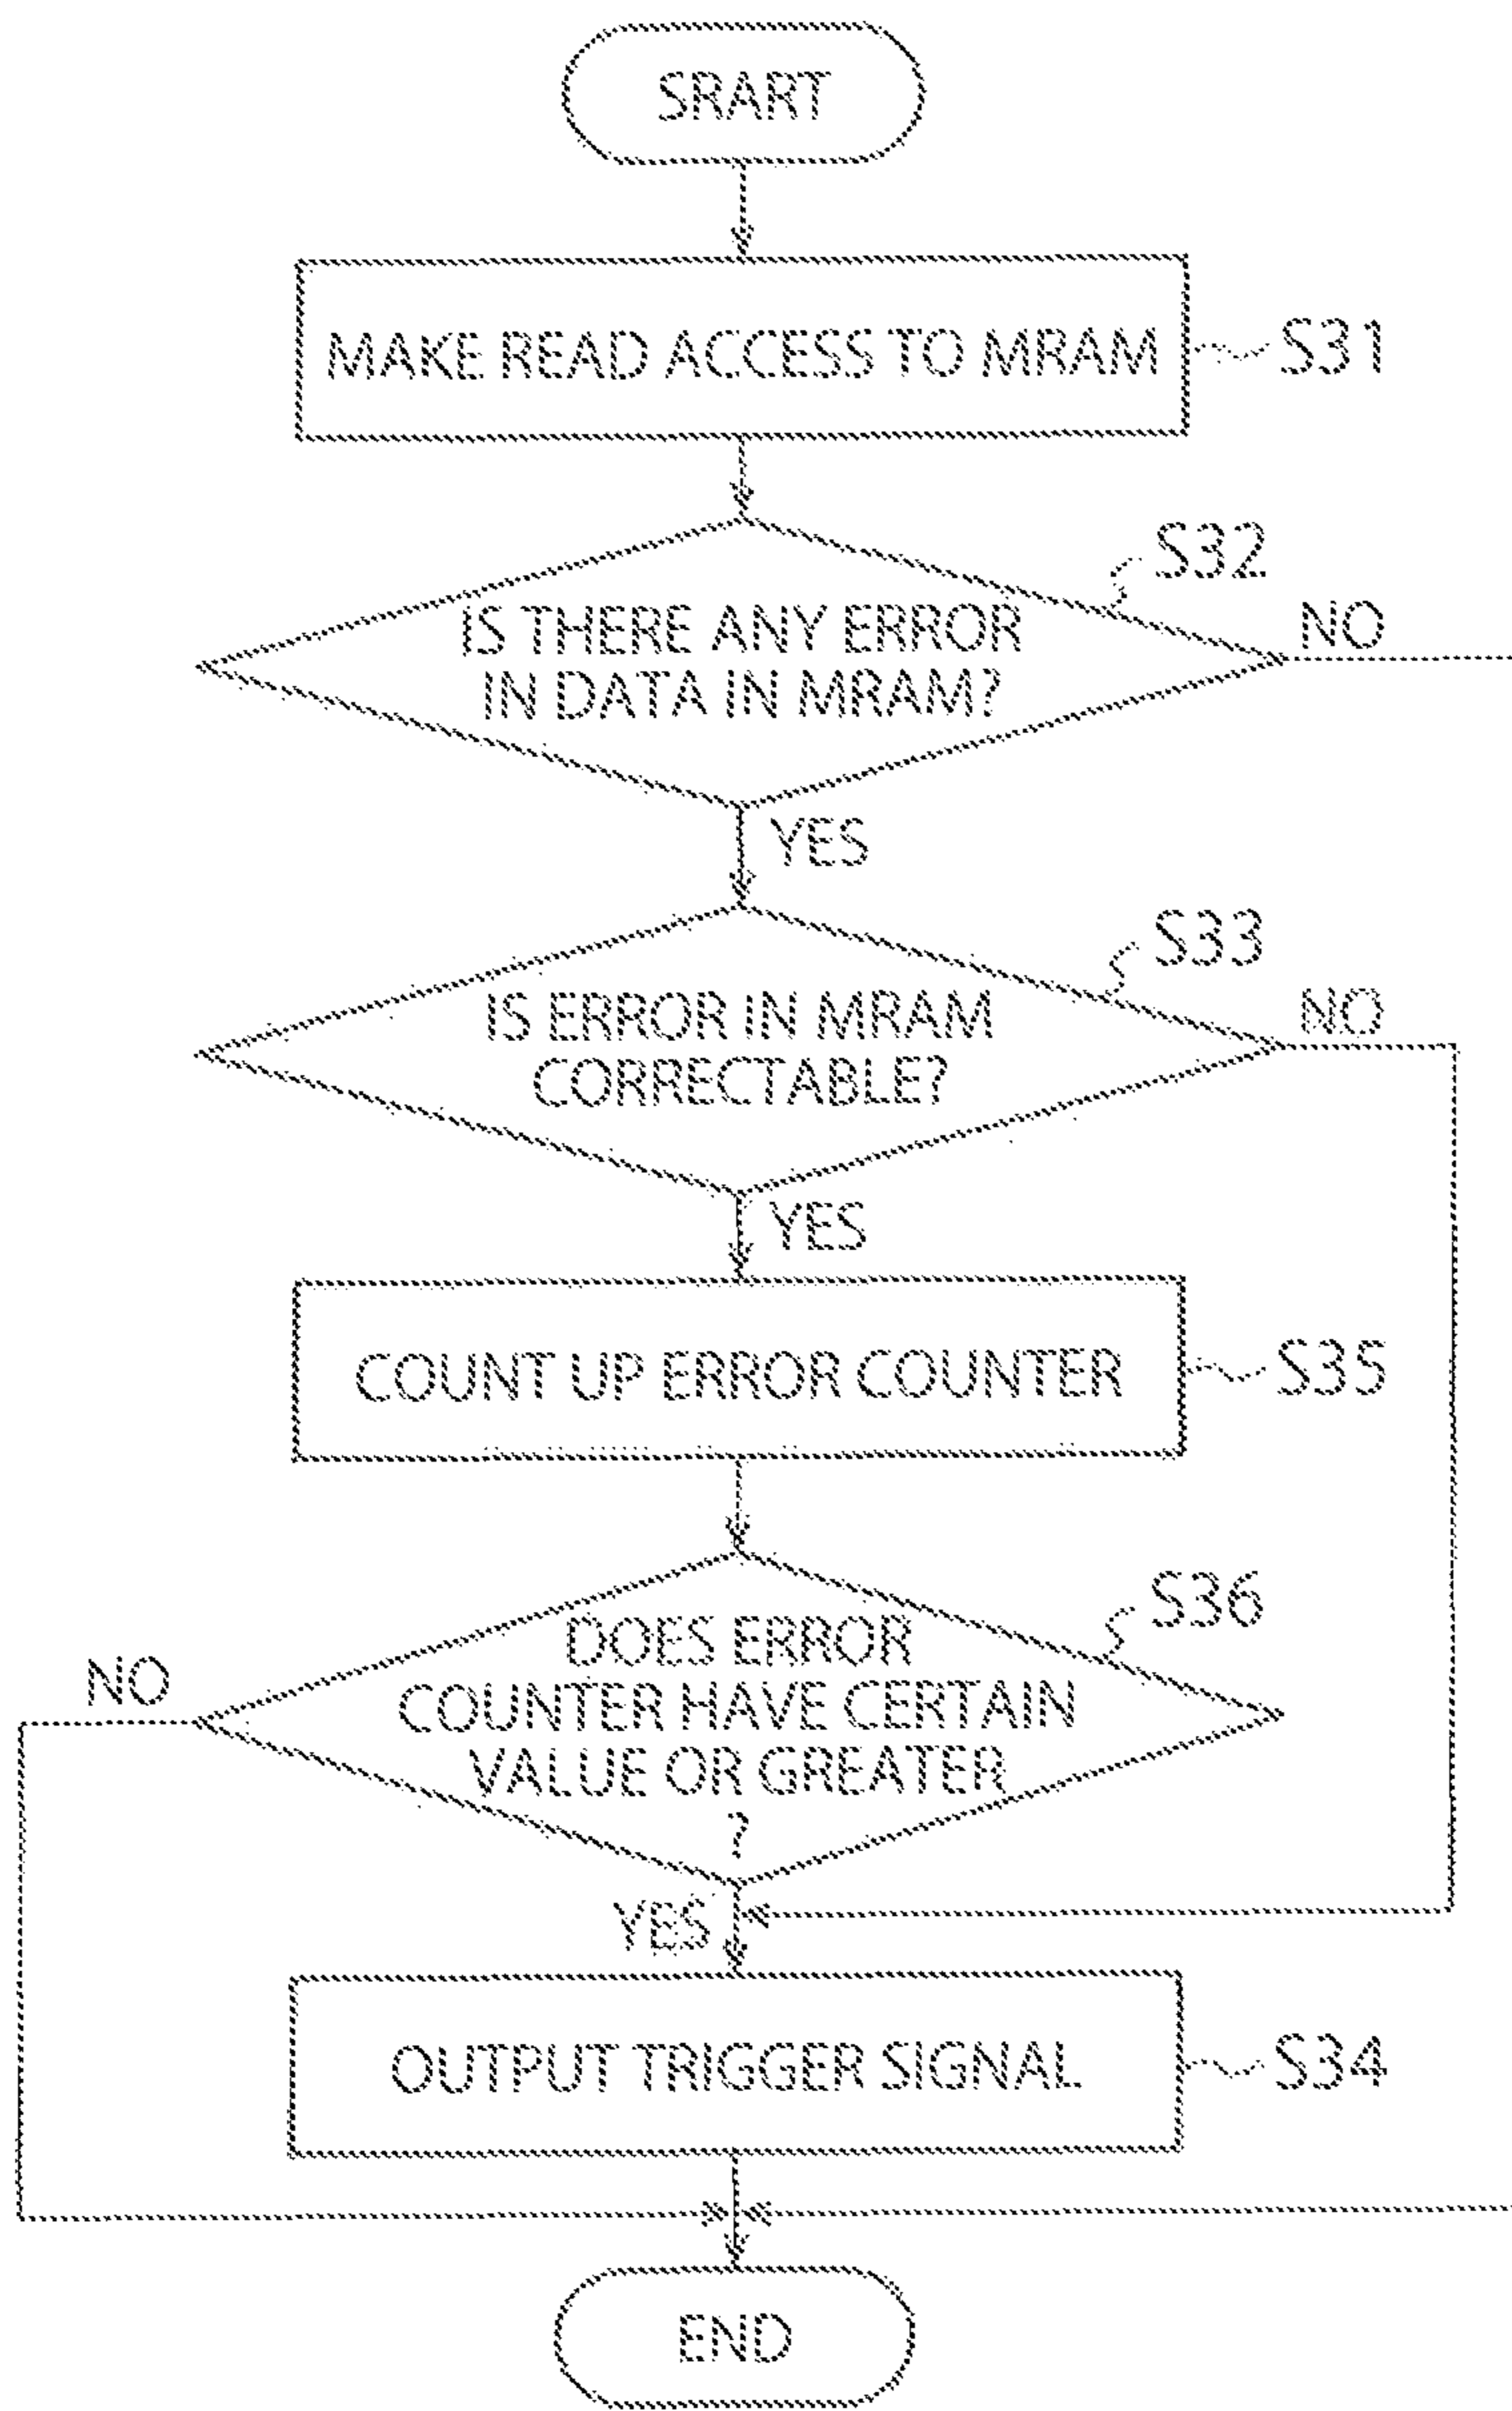 SRART
MAKE READ ACCESS TO MRAM
S31
S32
IS THERE ANY ERROR
IN DATA IN MRAM?
NO
YES
S33
IS ERROR IN MRAM
CORRECTABLE?
NO
YES
COUNT UP ERROR COUNTER
S35
S36
DOES ERROR
COUNTER HAVE CERTAIN
VALUE OR GREATER
?
NO
YES
OUTPUT TRIGGER SIGNAL
S34
END